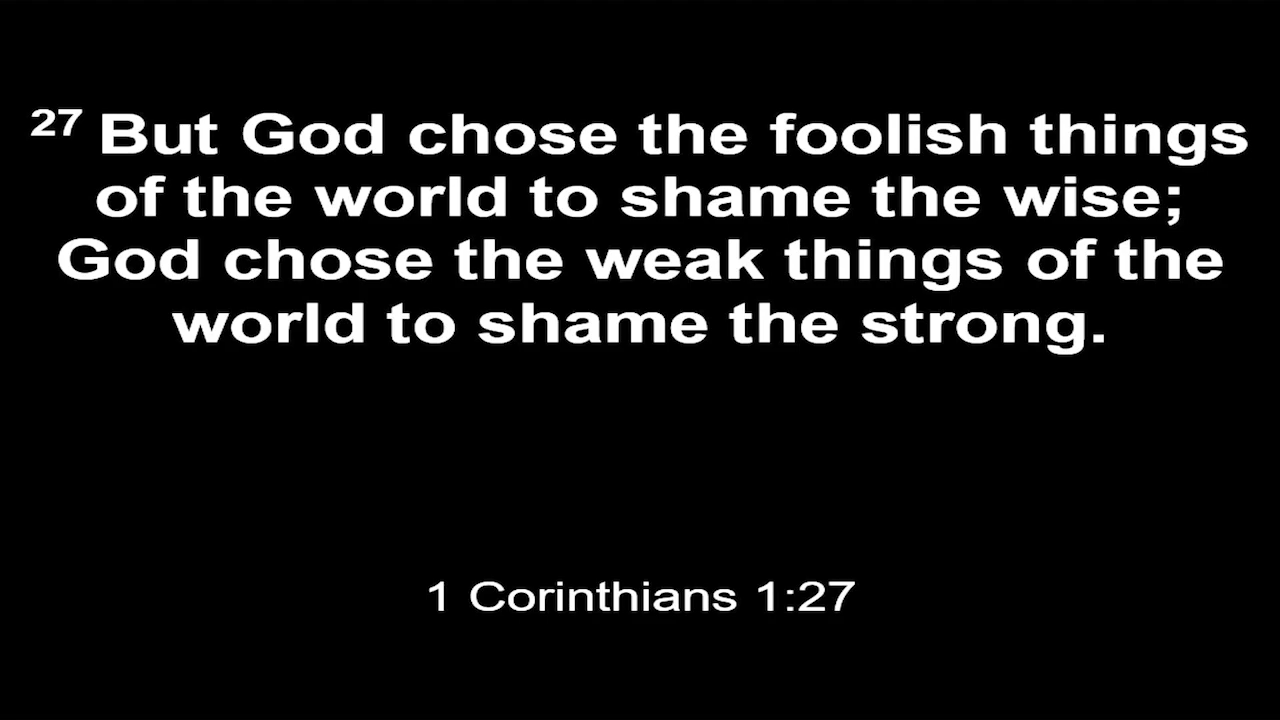 27 But God chose the foolish things
of the world to shame the wise;
God chose the weak things of the
world to shame the strong.
1 Corinthians 1:27